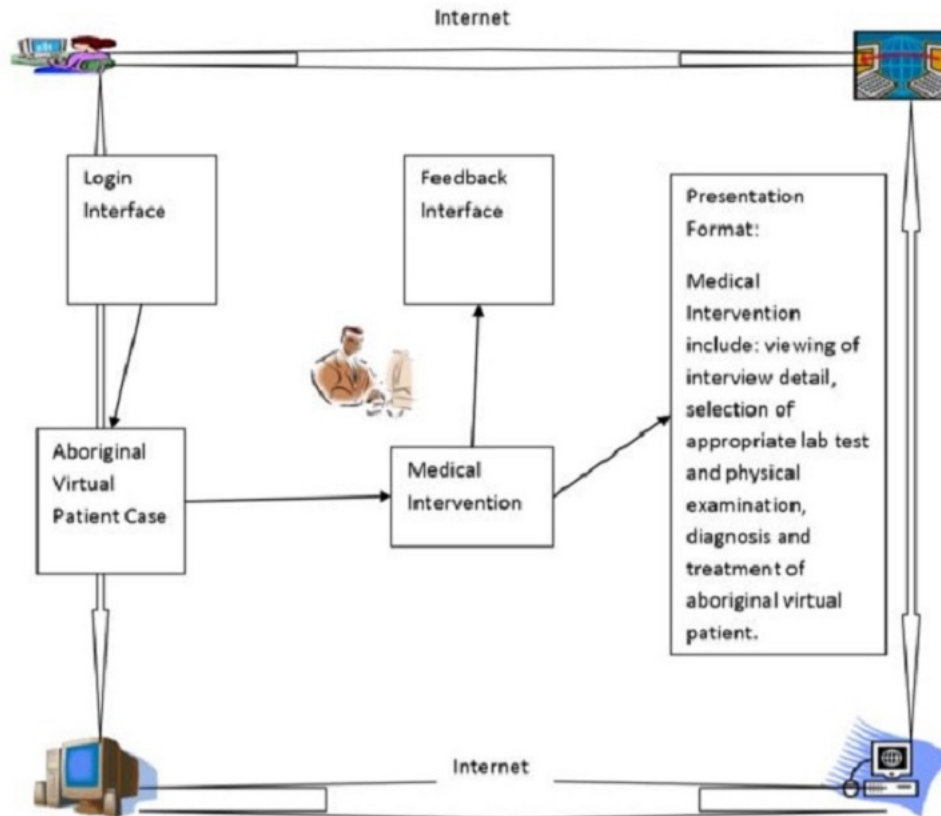 Internet
Login
Interface
Feedback
Interface
Presentation
Format:
Medical
Intervention
include: viewing of
interview detail,
selection of
appropriate lab test
and physical
examination,
diagnosis and
treatment of
aboriginal virtual
patient.
Aboriginal
Virtual
Patient Case
Medical
Intervention
Internet